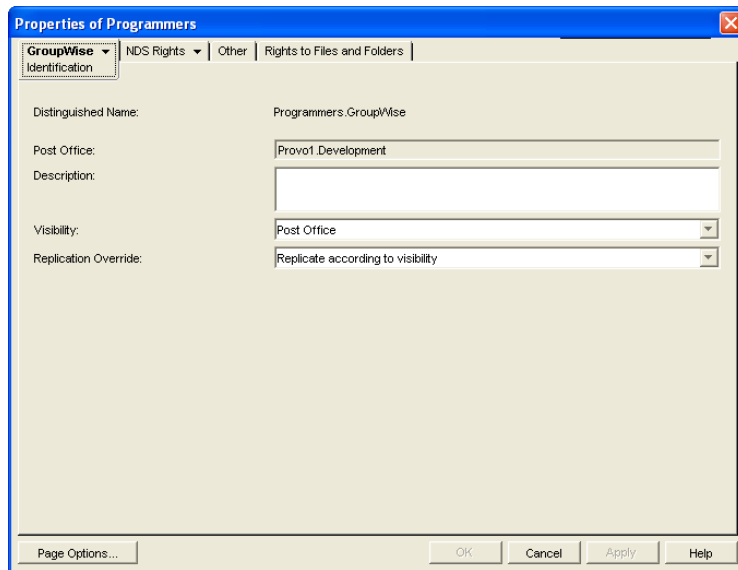 Properties of Programmers
GroupWise NDS Rights Other Rights to Files and Folders
Identification
Distinguished Name: Programmers.GroupWise
Post Office: Provo1.Development
Description:
Visibility: Post Office
Replication Override: Replicate according to visibility
Page Options... OK Cancel Apply Help